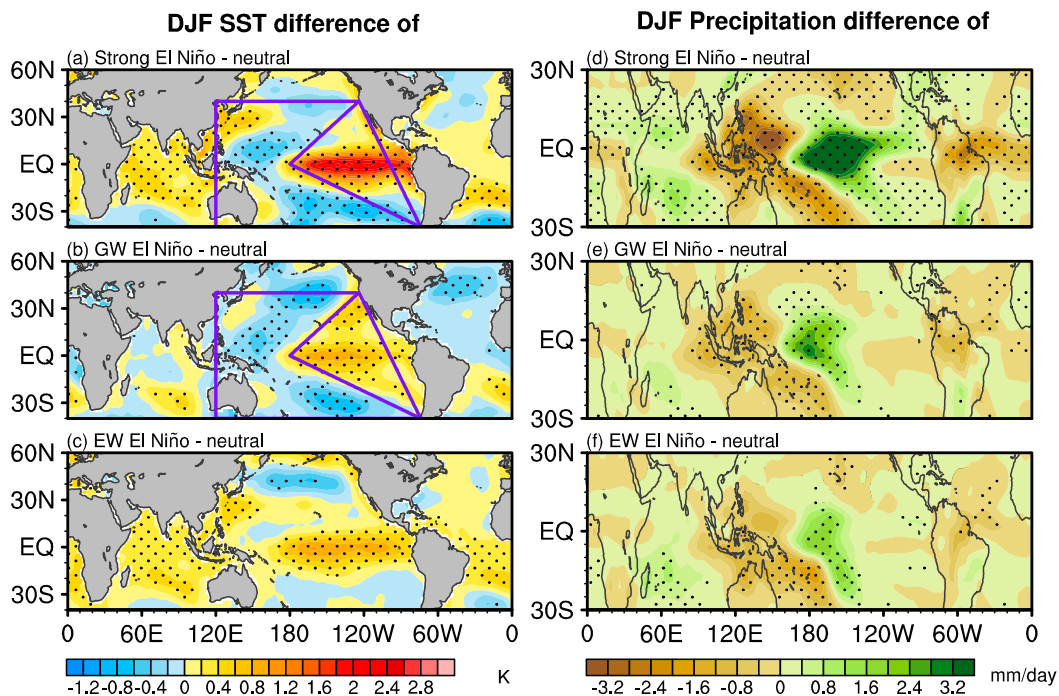 DJF SST difference of
DJF Precipitation difference of
(a) Strong El Niño - neutral
60N
30N
EQ
30S
(d) Strong El Niño - neutral
30N
EQ
30S
(b) GW El Niño - neutral
60N
30N
EQ
30S
(e) GW El Niño - neutral
30N
EQ
30S
(c) EW El Niño - neutral
60N
30N
EQ
30S
0 60E 120E 180 120W 60W 0
(f) EW El Niño - neutral
30N
EQ
30S
0 60E 120E 180 120W 60W 0
-1.2 -0.8 -0.4 0 0.4 0.8 1.2 1.6 2 2.4 2.8 K
-3.2 -2.4 -1.6 -0.8 0 0.8 1.6 2.4 3.2 mm/day